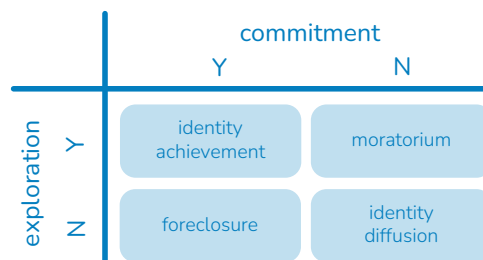 commitment
Y N
exploration
Y
identity
achievement
moratorium
N
foreclosure
identity
diffusion